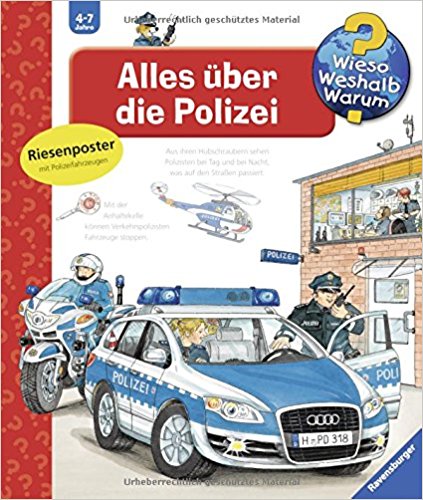 Urheberrechtlich geschütztes Material
4-7
Jahre
Alles über
die Polizei
?
Wieso
Weshalb
Warum
Riesenposter
mit Polizeifahrzeugen
Aus ihren Hubschraubern sehen
Polizisten bei Tag und bei Nacht,
was auf den Straßen passiert.
Mit der
Anhaltekelle
können Verkehrspolizisten
Fahrzeuge stoppen.
POLIZEI
POLIZEI
H PD 318
Ravensburger
Urheberrechtlich geschütztes Material